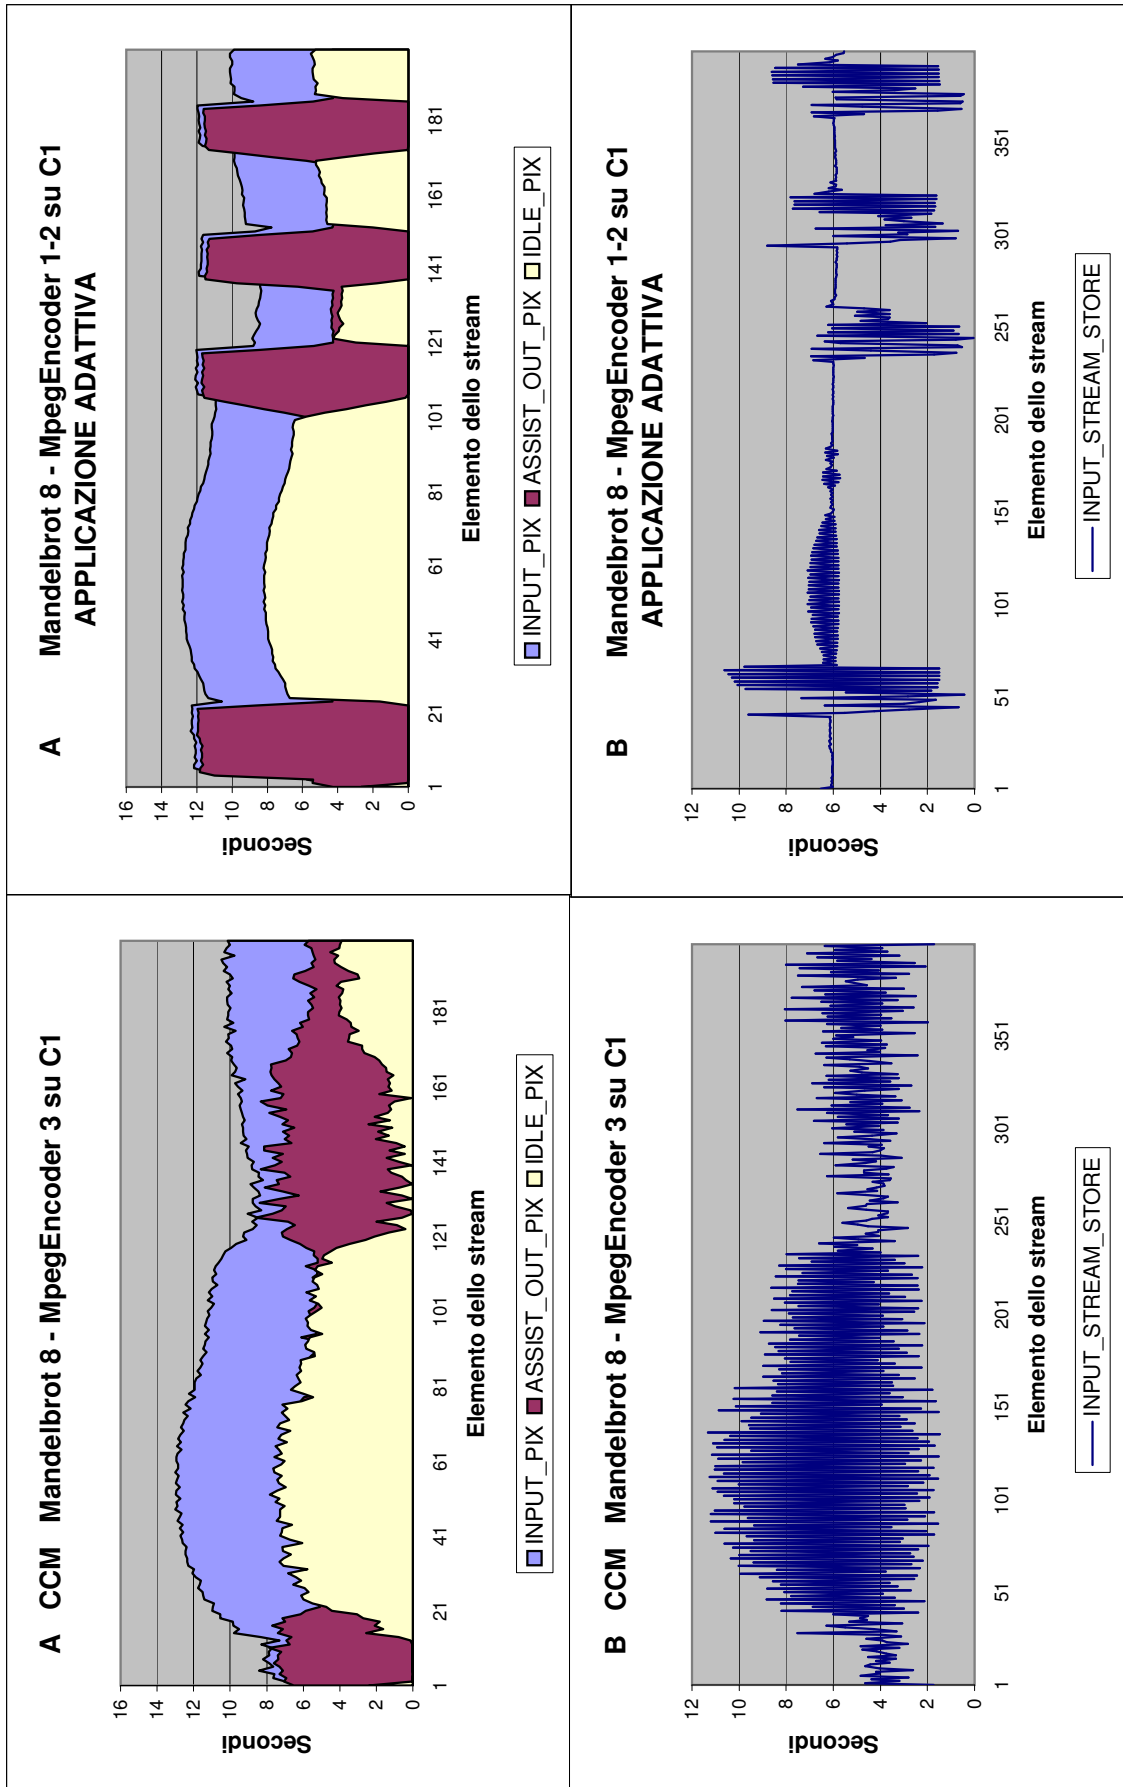 A CCM Mandelbrot 8 - MpegEncoder 3 su C1
16
14
12
10
8
6
4
2
0
Secondi
1 21 41 61 81 101 121 141 161 181
Elemento dello stream
INPUT_PIX ASSIST_OUT_PIX IDLE_PIX
A Mandelbrot 8 - MpegEncoder 1-2 su C1
APPLICAZIONE ADATTIVA
16
14
12
10
8
6
4
2
0
Secondi
1 21 41 61 81 101 121 141 161 181
Elemento dello stream
INPUT_PIX ASSIST_OUT_PIX IDLE_PIX
B CCM Mandelbrot 8 - MpegEncoder 3 su C1
12
10
8
6
4
2
0
Secondi
1 51 101 151 201 251 301 351
Elemento dello stream
INPUT_STREAM_STORE
B Mandelbrot 8 - MpegEncoder 1-2 su C1
APPLICAZIONE ADATTIVA
12
10
8
6
4
2
0
Secondi
1 51 101 151 201 251 301 351
Elemento dello stream
INPUT_STREAM_STORE